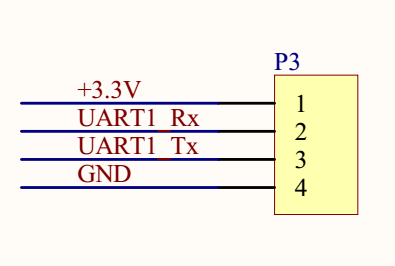 P3
+3.3V
1
UART1_Rx
2
UART1_Tx
3
GND
4